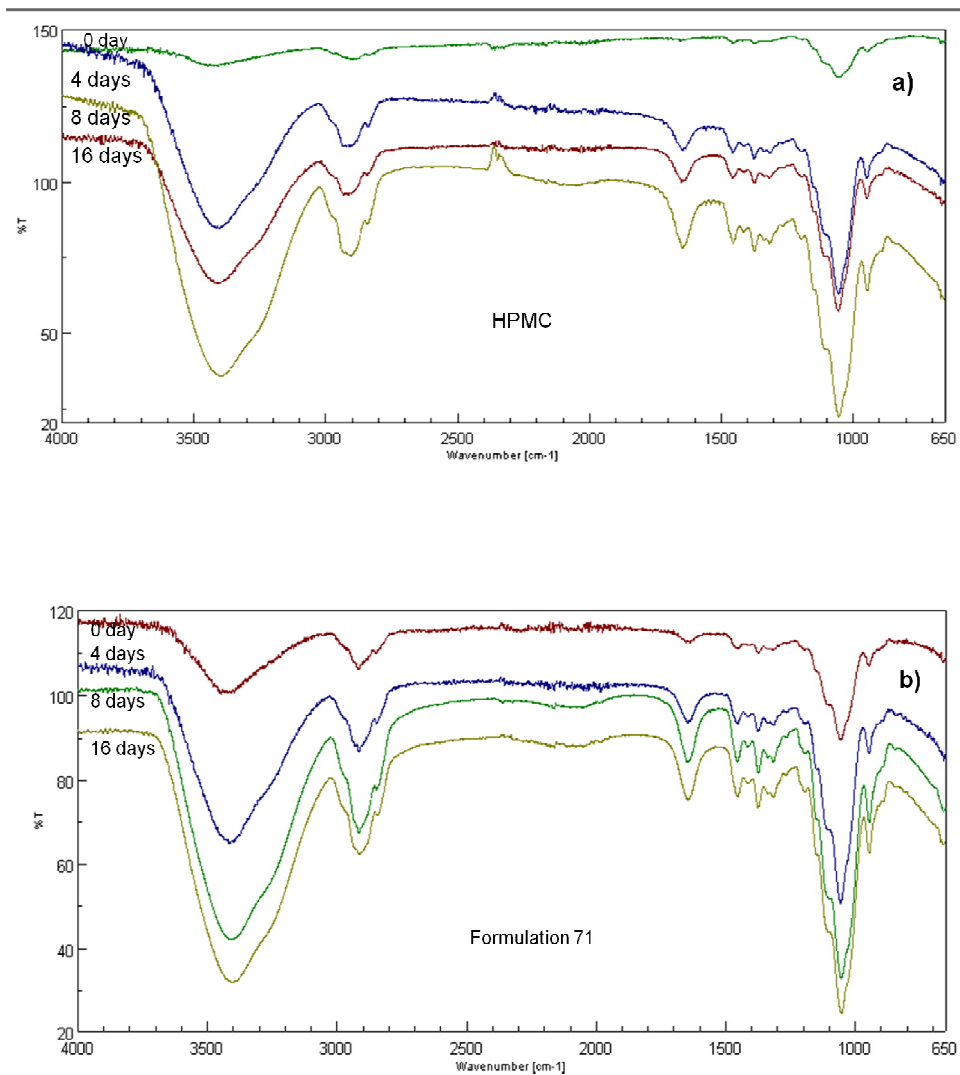 150
0 day
a)
4 days
8 days
16 days
100
%T
50
HPMC
20
4000 3500 3000 2500 2000 1500 1000 650
Wavenumber [cm-1]
120
0 day
4 days
b)
100
8 days
16 days
80
%T
60
Formulation 71
40
20
4000 3500 3000 2500 2000 1500 1000 650
Wavenumber [cm-1]